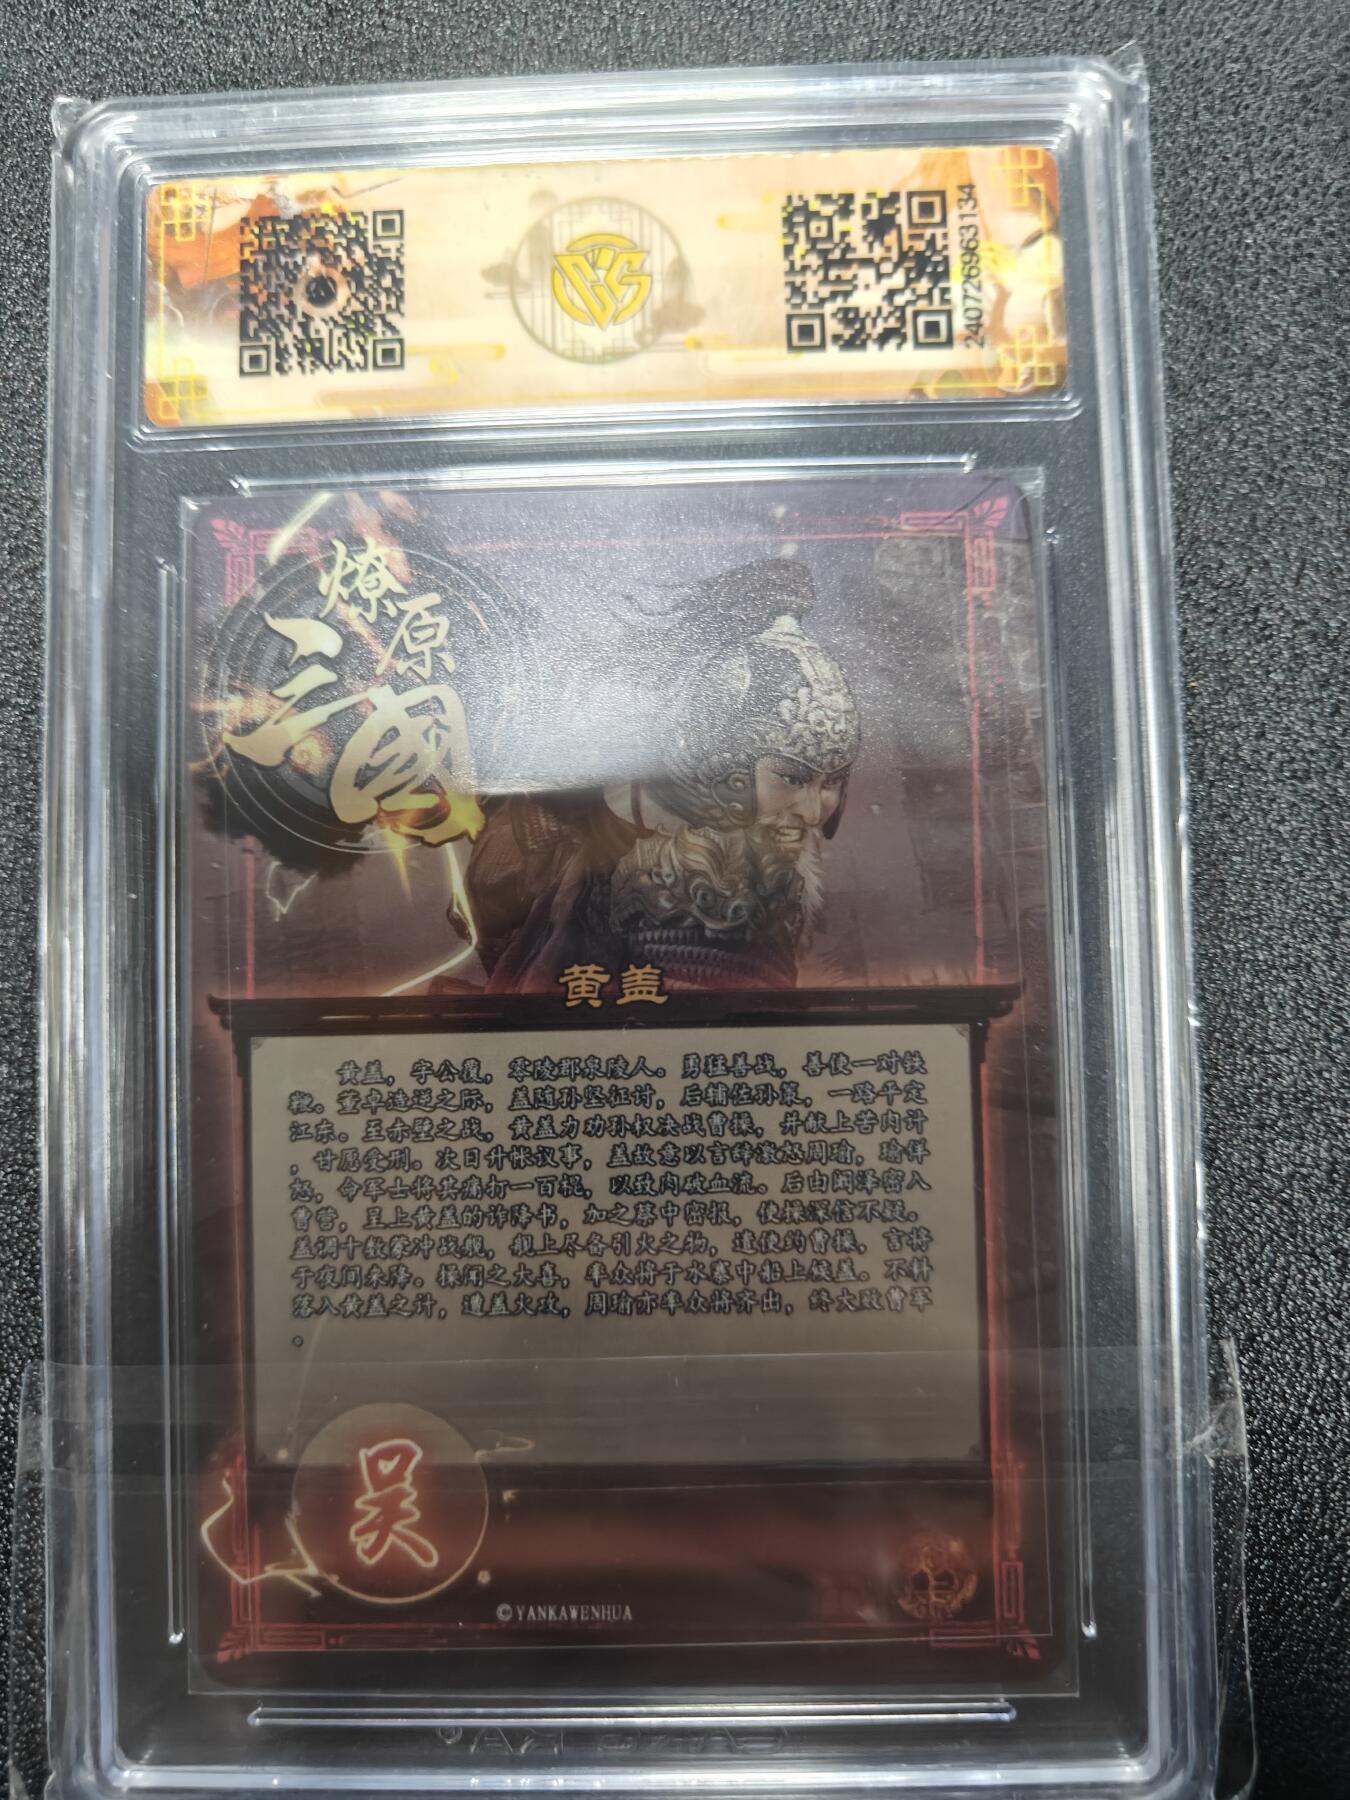 CCS
2407269963134
燎原
三國
黄盖
黄盖，字公覆，零陵郡泉陵人。勇猛善战，善使一对铁
鞭。董卓造逆之际，盖随孙坚征讨，后辅佐孙策，一路平定
江东。至赤壁之战，黄盖力劝孙权决战曹操，并献上苦肉计
，甘愿受刑。次日升帐议事，盖故意以言辞激怒周瑜，瑜佯
怒，命军士将其痛打一百棍，以致肉破血流。后由阚泽密入
曹营，呈上黄盖的诈降书，加之蔡中密报，使操深信不疑。
盖调十数蒙冲战舰，舰上尽备引火之物，遣使约曹操，言将
于夜间来降。操闻之大喜，率众将于水寨中船上候盖。不料
落入黄盖之计，遭盖火攻，周瑜亦率众将齐出，终大败曹军
。
吴
©YANKAWENHUA